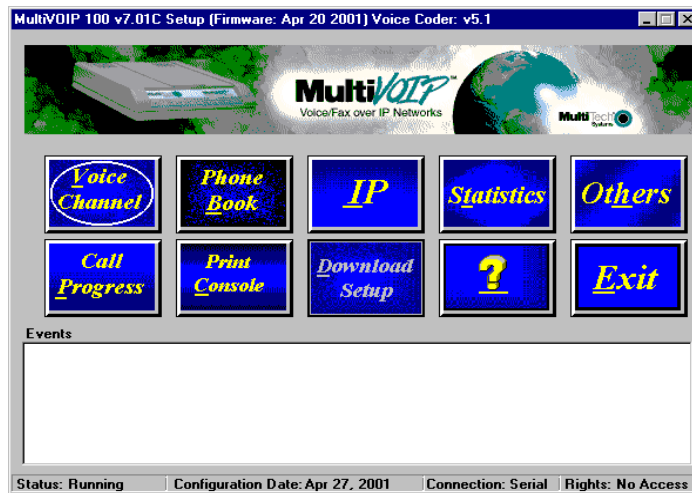 MultiVOIP 100 v7.01C Setup (Firmware: Apr 20 2001) Voice Coder: v5.1
MultiVOIP™
Voice/Fax over IP Networks
MultiTech
Systems
Voice
Channel
Phone
Book
IP
Statistics
Others
Call
Progress
Print
Console
Download
Setup
?
Exit
Events
Status: Running
Configuration Date: Apr 27, 2001
Connection: Serial
Rights: No Access